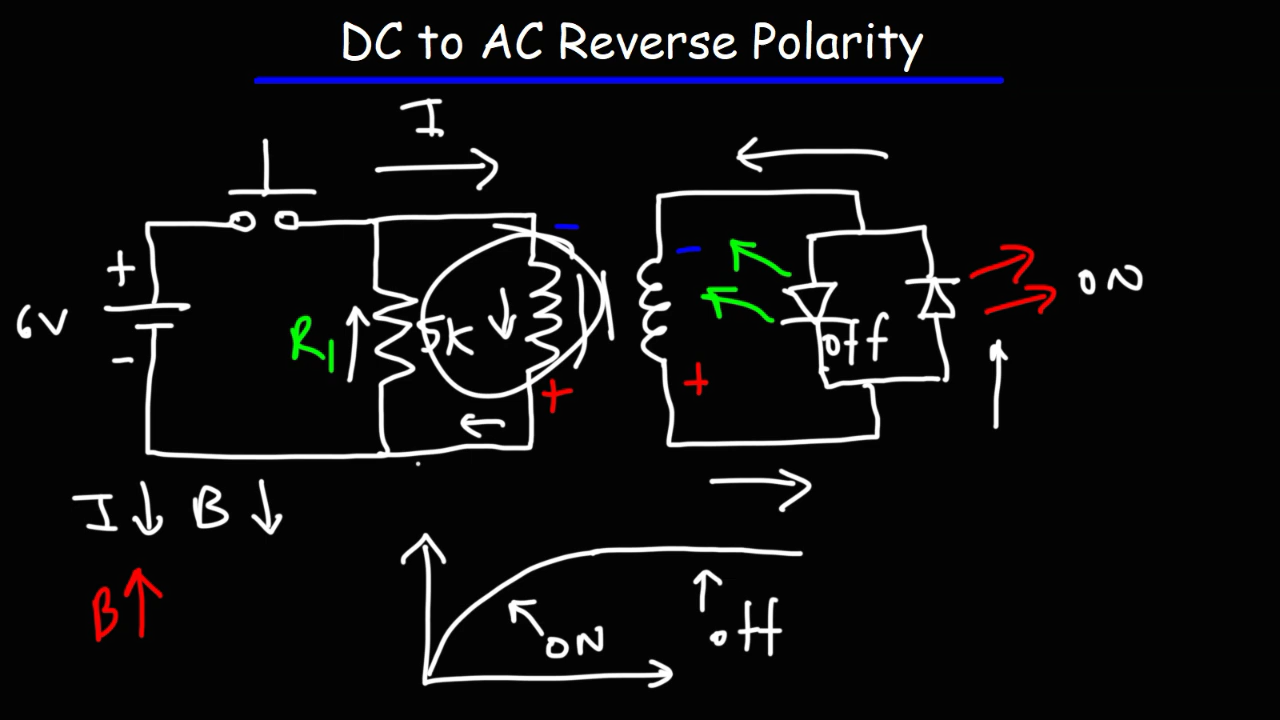 DC to AC Reverse Polarity
I
+
-
-
6V
R1
5K
off
ON
-
+
+
I ↓ B ↓
B ↑
ON
off